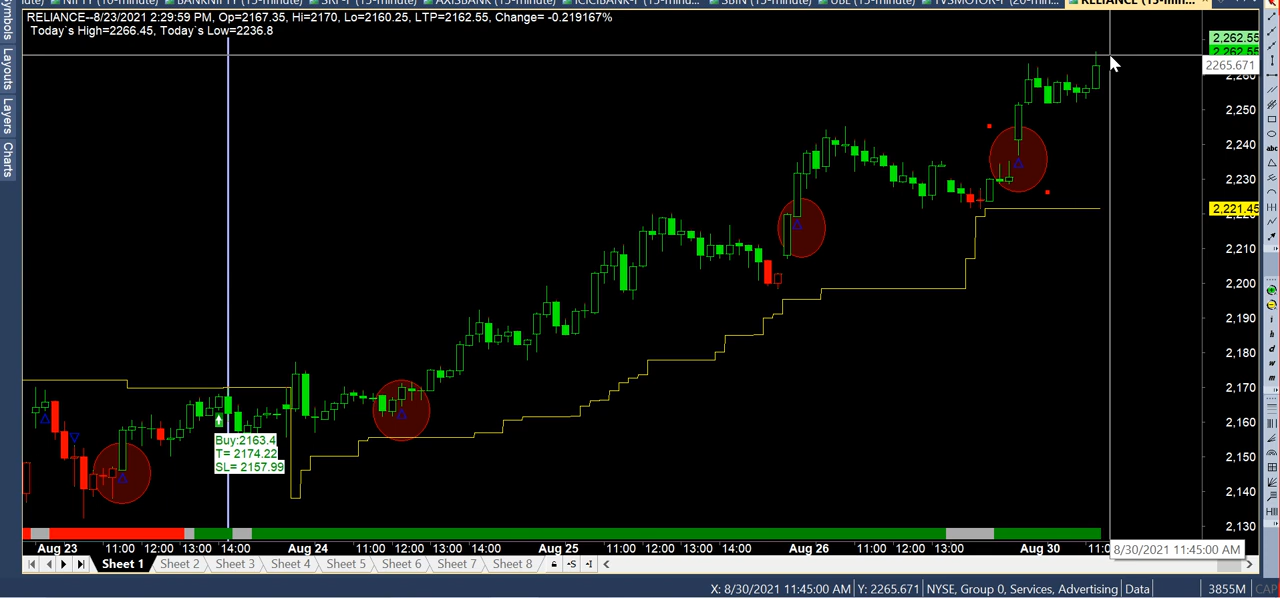 RELIANCE--8/23/2021 2:29:59 PM, Op=2167.35, Hi=2170, Lo=2160.25, LTP=2162.55, Change= -0.219167%
Today`s High=2266.45, Today`s Low=2236.8
Symbols
Layouts
Layers
Charts
2,262.55
2,262.55
2265.671
2,260
2,250
2,240
2,230
2,221.45
2,210
2,200
2,190
2,180
2,170
2,160
2,150
2,140
2,130
Buy:2163.4
T= 2174.22
SL= 2157.99
Aug 23 11:00 12:00 13:00 14:00 Aug 24 11:00 12:00 13:00 14:00 Aug 25 11:00 12:00 13:00 14:00 Aug 26 11:00 12:00 13:00 Aug 30
8/30/2021 11:45:00 AM
Sheet 1 Sheet 2 Sheet 3 Sheet 4 Sheet 5 Sheet 6 Sheet 7 Sheet 8 -S -I
X: 8/30/2021 11:45:00 AM Y: 2265.671 NYSE, Group 0, Services, Advertising Data 3855M CAP
abc
i
h
d
w
m